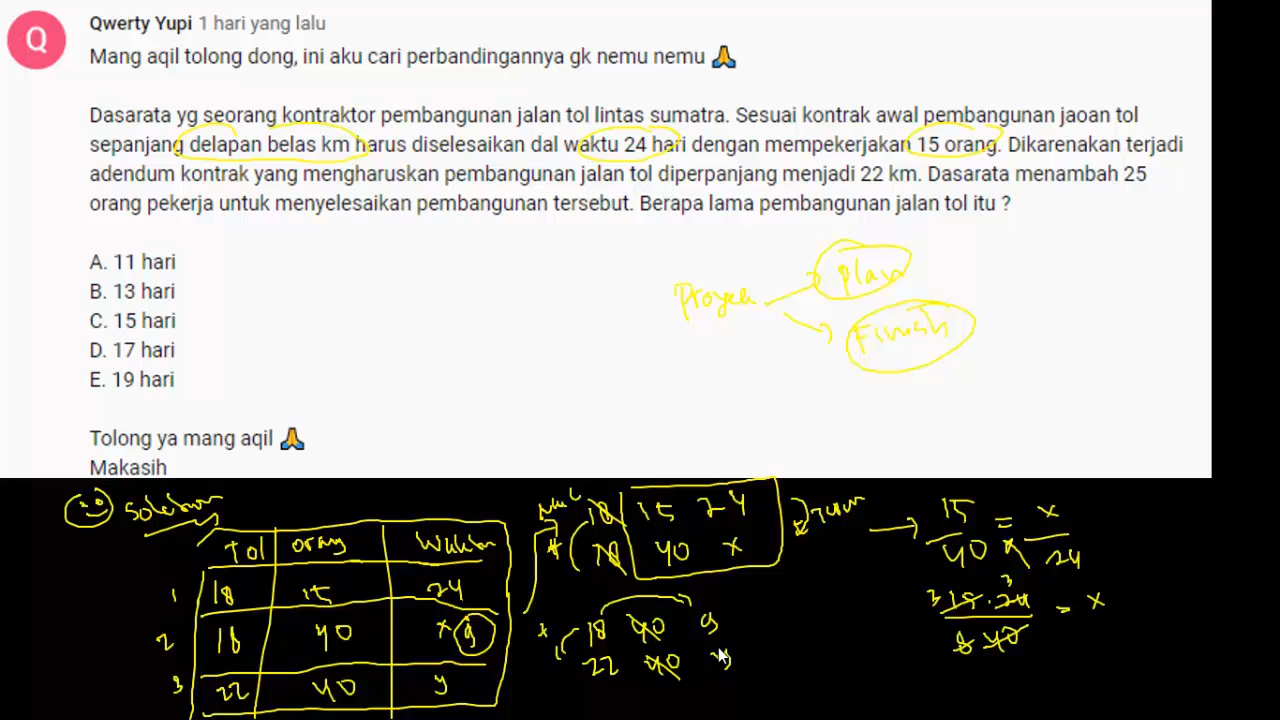 Q
Qwerty Yupi 1 hari yang lalu
Mang aqil tolong dong, ini aku cari perbandingannya gk nemu nemu 🙏
Dasarata yg seorang kontraktor pembangunan jalan tol lintas sumatra. Sesuai kontrak awal pembangunan jaoan tol
sepanjang delapan belas km harus diselesaikan dal waktu 24 hari dengan mempekerjakan 15 orang. Dikarenakan terjadi
adendum kontrak yang mengharuskan pembangunan jalan tol diperpanjang menjadi 22 km. Dasarata menambah 25
orang pekerja untuk menyelesaikan pembangunan tersebut. Berapa lama pembangunan jalan tol itu ?
Proyek
plan
Finish
A. 11 hari
B. 13 hari
C. 15 hari
D. 17 hari
E. 19 hari
Tolong ya mang aqil 🙏
Makasih
Tol orang Waktu
1 18 15 24
2 18 40 x 9
3 22 40 y
18 15 24
18 40 x
18 40 9
22 40 y
15/40 = x/24
15 . 24 / 40 = x
3 3
8